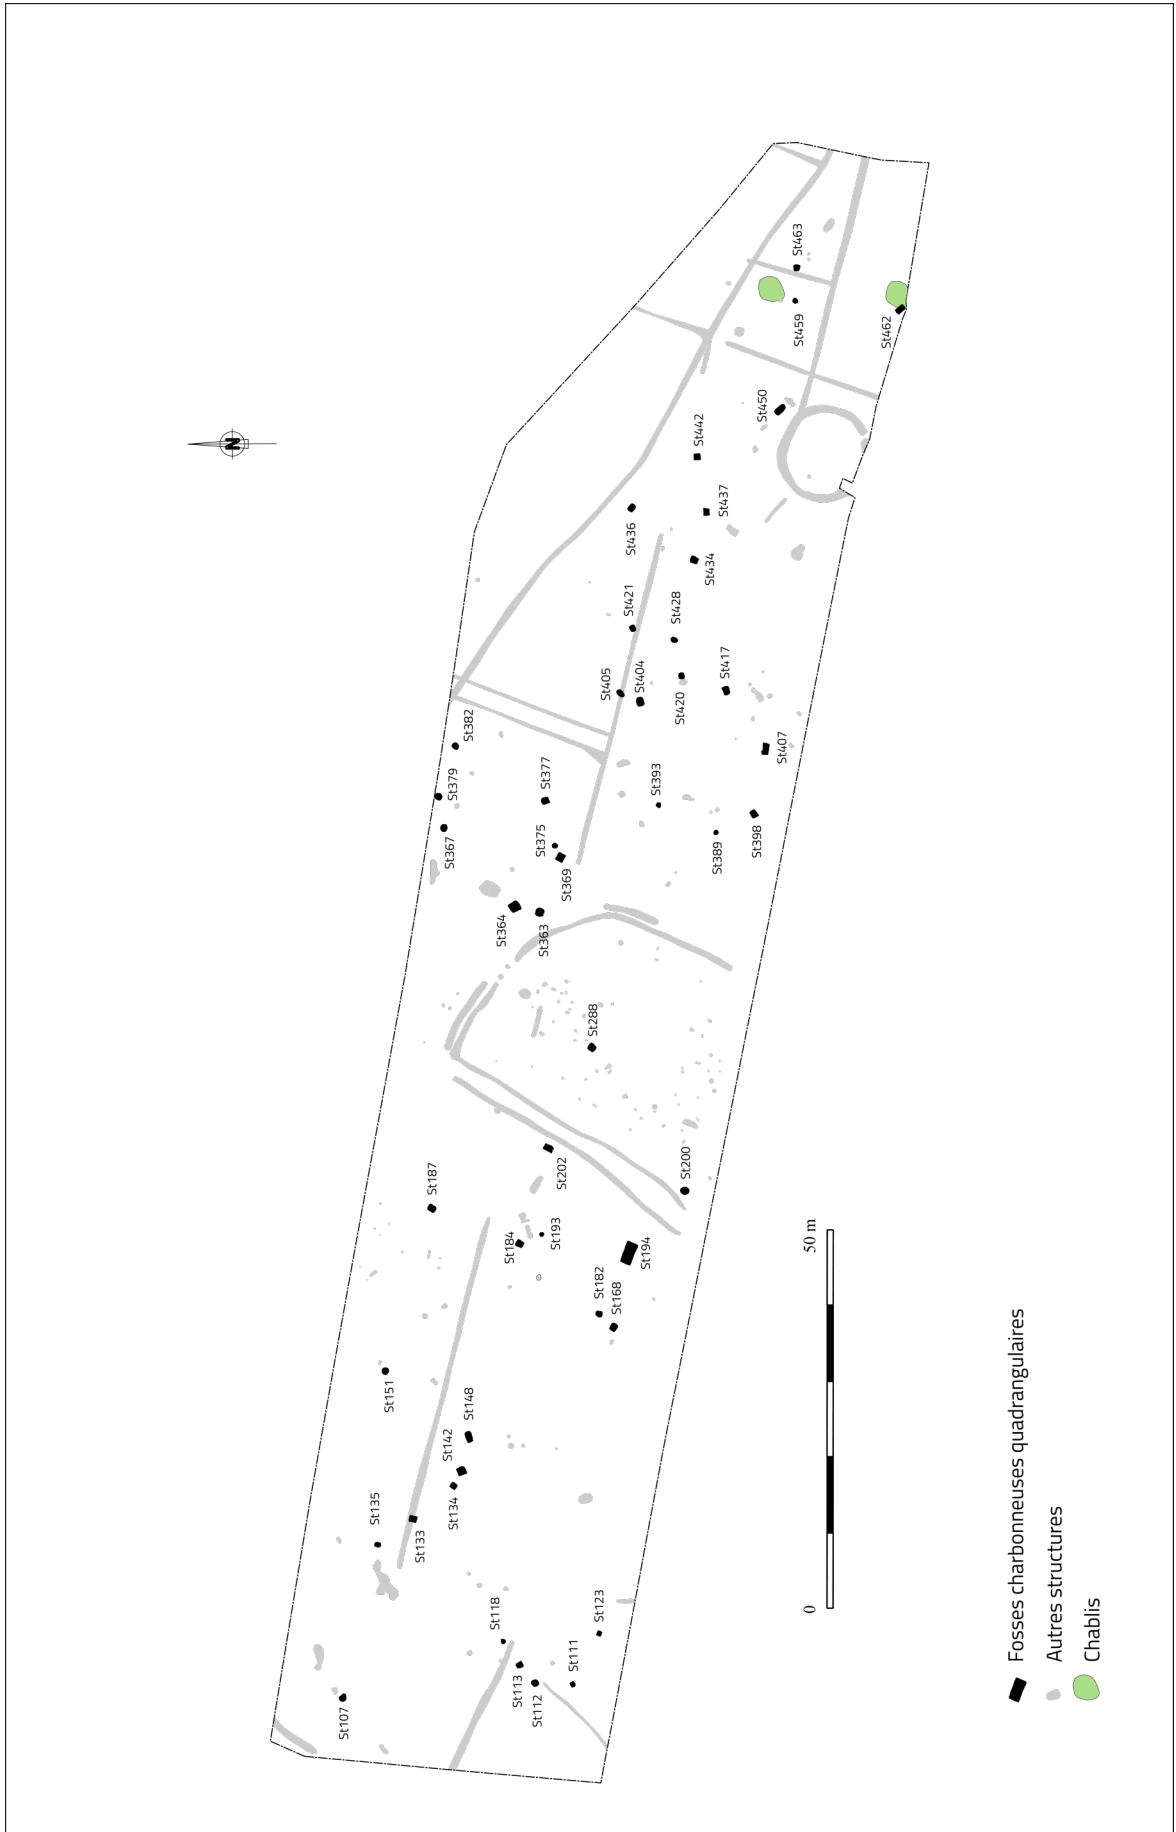 N
St463
St459
St462
St450
St442
St437
St436
St434
St421
St428
St405
St404
St420
St417
St407
St382
St379
St377
St393
St367
St375
St369
St389
St398
St364
St363
St288
St202
St200
St187
St184
St193
St194
St182
St168
St151
St148
St142
St134
St135
St133
St118
St123
St113
St111
St112
St107
0
50 m
Fosses charbonneuses quadrangulaires
Autres structures
Chablis